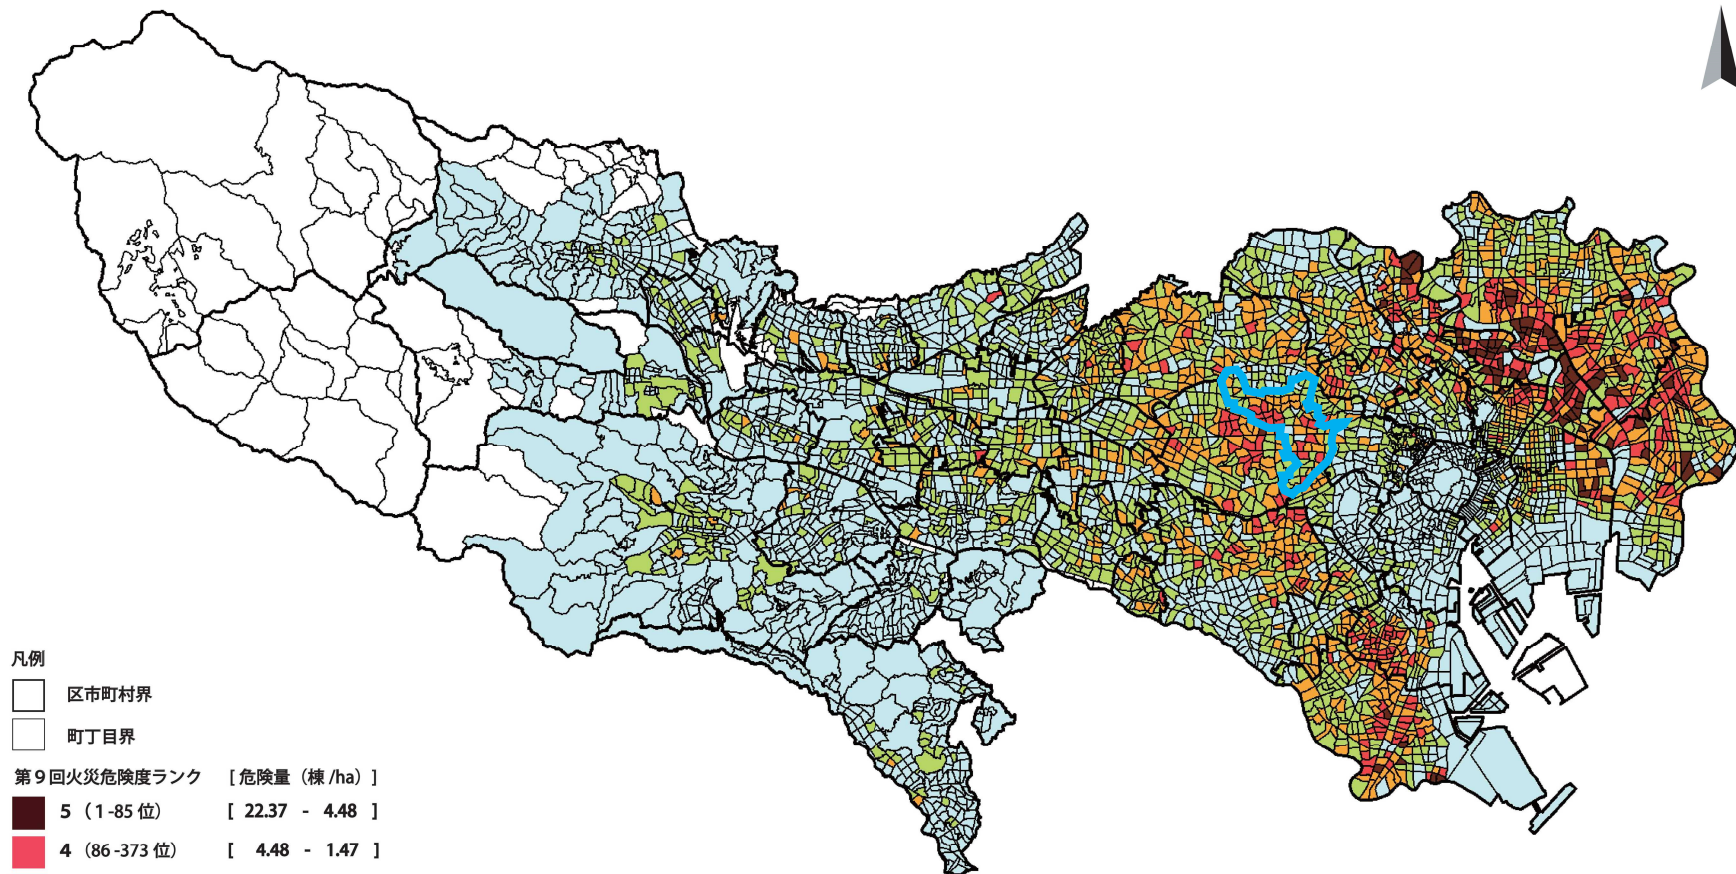 凡例
区市町村界
町丁目界
第9回火災危険度ランク [危険量（棟/ha）]
5 （1-85位） [ 22.37 - 4.48 ]
4 （86-373位） [ 4.48 - 1.47 ]